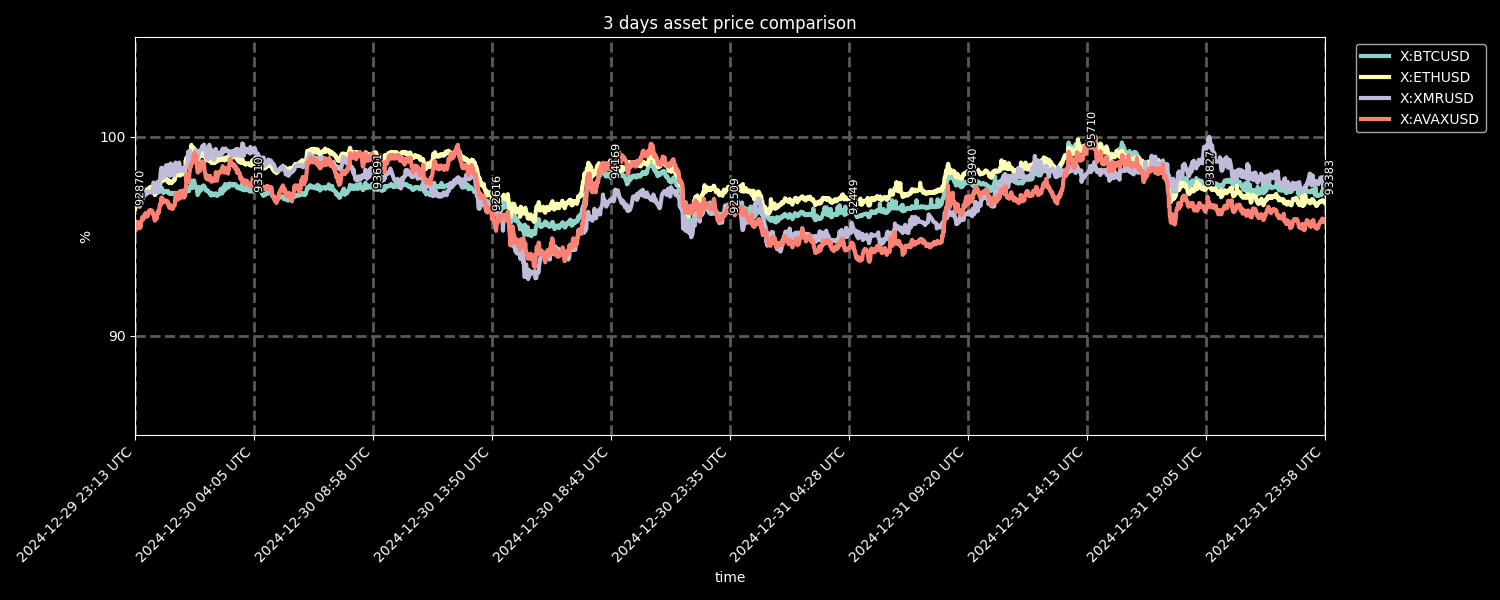 3 days asset price comparison
X:BTCUSD
X:ETHUSD
X:XMRUSD
X:AVAXUSD
100
90
%
92870
93510
93691
92616
94169
92509
92449
93940
95710
93827
93383
2024-12-29 23:13 UTC
2024-12-30 04:05 UTC
2024-12-30 08:58 UTC
2024-12-30 13:50 UTC
2024-12-30 18:43 UTC
2024-12-30 23:35 UTC
2024-12-31 04:28 UTC
2024-12-31 09:20 UTC
2024-12-31 14:13 UTC
2024-12-31 19:05 UTC
2024-12-31 23:58 UTC
time